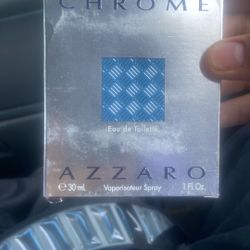 CHROME
Eau de Toilette
AZZARO
℮ 30 ml Vaporisateur Spray 1 Fl. Oz.